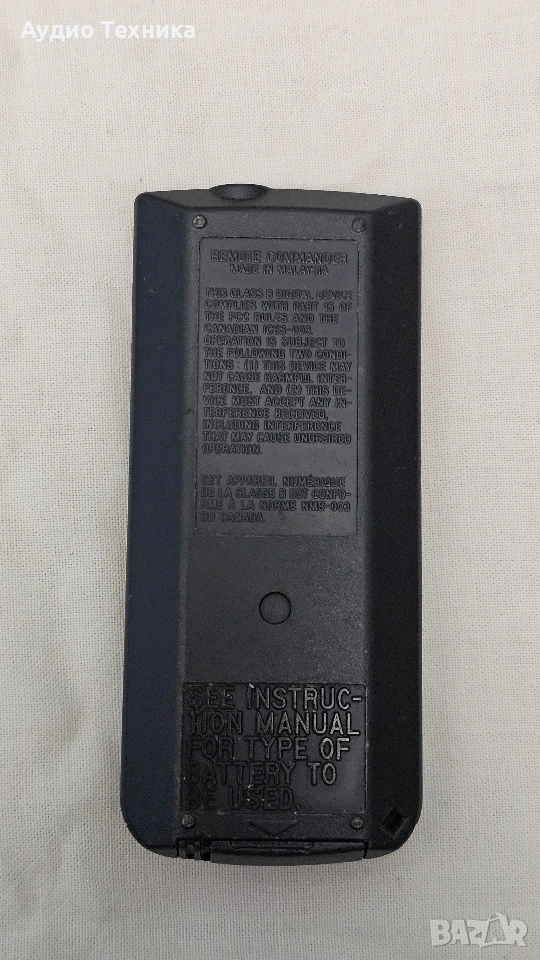 Аудио Техника
REMOTE COMMANDER
MADE IN MALAYSIA
THIS CLASS B DIGITAL DEVICE
COMPLIES WITH PART 15 OF
THE FCC RULES AND THE
CANADIAN ICES-003.
OPERATION IS SUBJECT TO
THE FOLLOWING TWO CONDI-
TIONS : (1) THIS DEVICE MAY
NOT CAUSE HARMFUL INTER-
FERENCE, AND (2) THIS DE-
VICE MUST ACCEPT ANY IN-
TERFERENCE RECEIVED,
INCLUDING INTERFERENCE
THAT MAY CAUSE UNDESIRED
OPERATION.
CET APPAREIL NUMÉRIQUE
DE LA CLASSE B EST CONFO-
RME À LA NORME NMB-003
DU CANADA.
SEE INSTRUC-
TION MANUAL
FOR TYPE OF
BATTERY TO
BE USED.
BAZAR